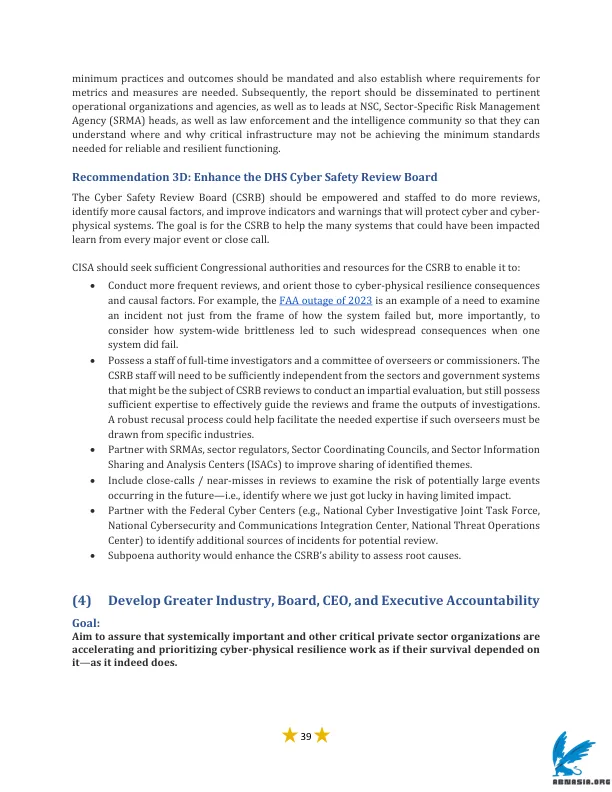 minimum practices and outcomes should be mandated and also establish where requirements for
metrics and measures are needed. Subsequently, the report should be disseminated to pertinent
operational organizations and agencies, as well as to leads at NSC, Sector-Specific Risk Management
Agency (SRMA) heads, as well as law enforcement and the intelligence community so that they can
understand where and why critical infrastructure may not be achieving the minimum standards
needed for reliable and resilient functioning.
Recommendation 3D: Enhance the DHS Cyber Safety Review Board
The Cyber Safety Review Board (CSRB) should be empowered and staffed to do more reviews,
identify more causal factors, and improve indicators and warnings that will protect cyber and cyber-
physical systems. The goal is for the CSRB to help the many systems that could have been impacted
learn from every major event or close call.
CISA should seek sufficient Congressional authorities and resources for the CSRB to enable it to:
• Conduct more frequent reviews, and orient those to cyber-physical resilience consequences
and causal factors. For example, the FAA outage of 2023 is an example of a need to examine
an incident not just from the frame of how the system failed but, more importantly, to
consider how system-wide brittleness led to such widespread consequences when one
system did fail.
• Possess a staff of full-time investigators and a committee of overseers or commissioners. The
CSRB staff will need to be sufficiently independent from the sectors and government systems
that might be the subject of CSRB reviews to conduct an impartial evaluation, but still possess
sufficient expertise to effectively guide the reviews and frame the outputs of investigations.
A robust recusal process could help facilitate the needed expertise if such overseers must be
drawn from specific industries.
• Partner with SRMAs, sector regulators, Sector Coordinating Councils, and Sector Information
Sharing and Analysis Centers (ISACs) to improve sharing of identified themes.
• Include close-calls / near-misses in reviews to examine the risk of potentially large events
occurring in the future—i.e., identify where we just got lucky in having limited impact.
• Partner with the Federal Cyber Centers (e.g., National Cyber Investigative Joint Task Force,
National Cybersecurity and Communications Integration Center, National Threat Operations
Center) to identify additional sources of incidents for potential review.
• Subpoena authority would enhance the CSRB's ability to assess root causes.
(4) Develop Greater Industry, Board, CEO, and Executive Accountability
Goal:
Aim to assure that systemically important and other critical private sector organizations are
accelerating and prioritizing cyber-physical resilience work as if their survival depended on
it—as it indeed does.
39
ABNASIA.ORG